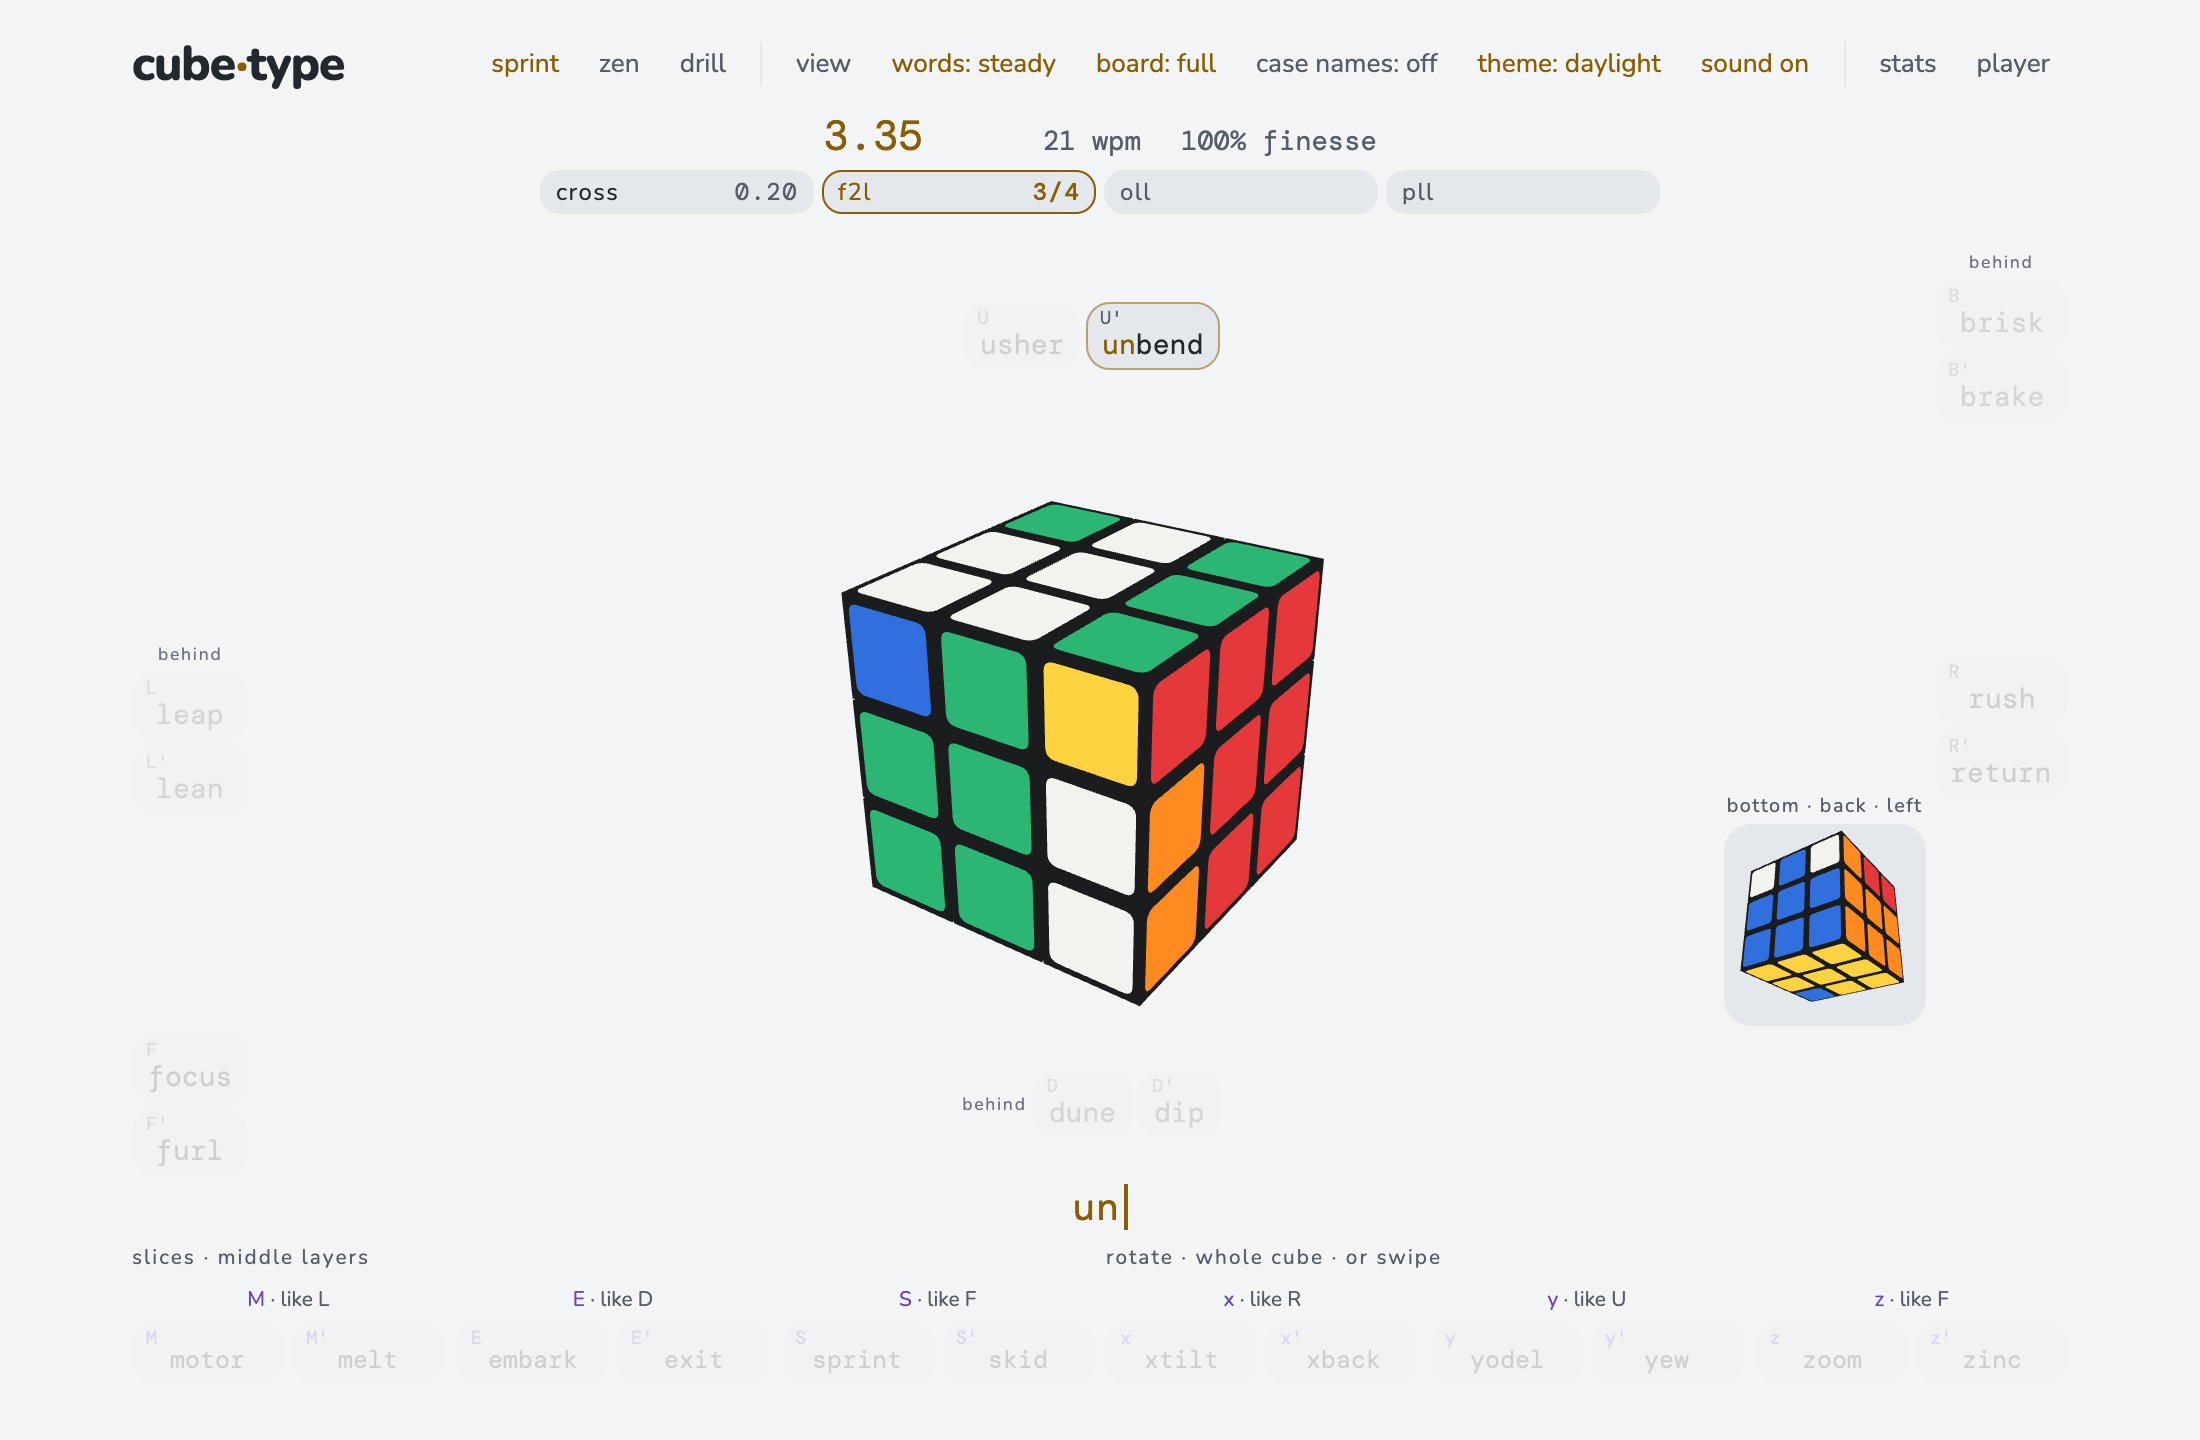 cube·type
sprint zen drill view words: steady board: full case names: off theme: daylight sound on stats player
3.35 21 wpm 100% finesse
cross 0.20 f2l 3/4 oll pll
behind
B
brisk
B'
brake
U
usher
U'
unbend
behind
L
leap
L'
lean
R
rush
R'
return
bottom · back · left
F
focus
F'
furl
behind
D
dune
D'
dip
un
slices · middle layers
rotate · whole cube · or swipe
M · like L
E · like D
S · like F
x · like R
y · like U
z · like F
M
motor
M'
melt
E
embark
E'
exit
S
sprint
S'
skid
x
xtilt
x'
xback
y
yodel
y'
yew
z
zoom
z'
zinc